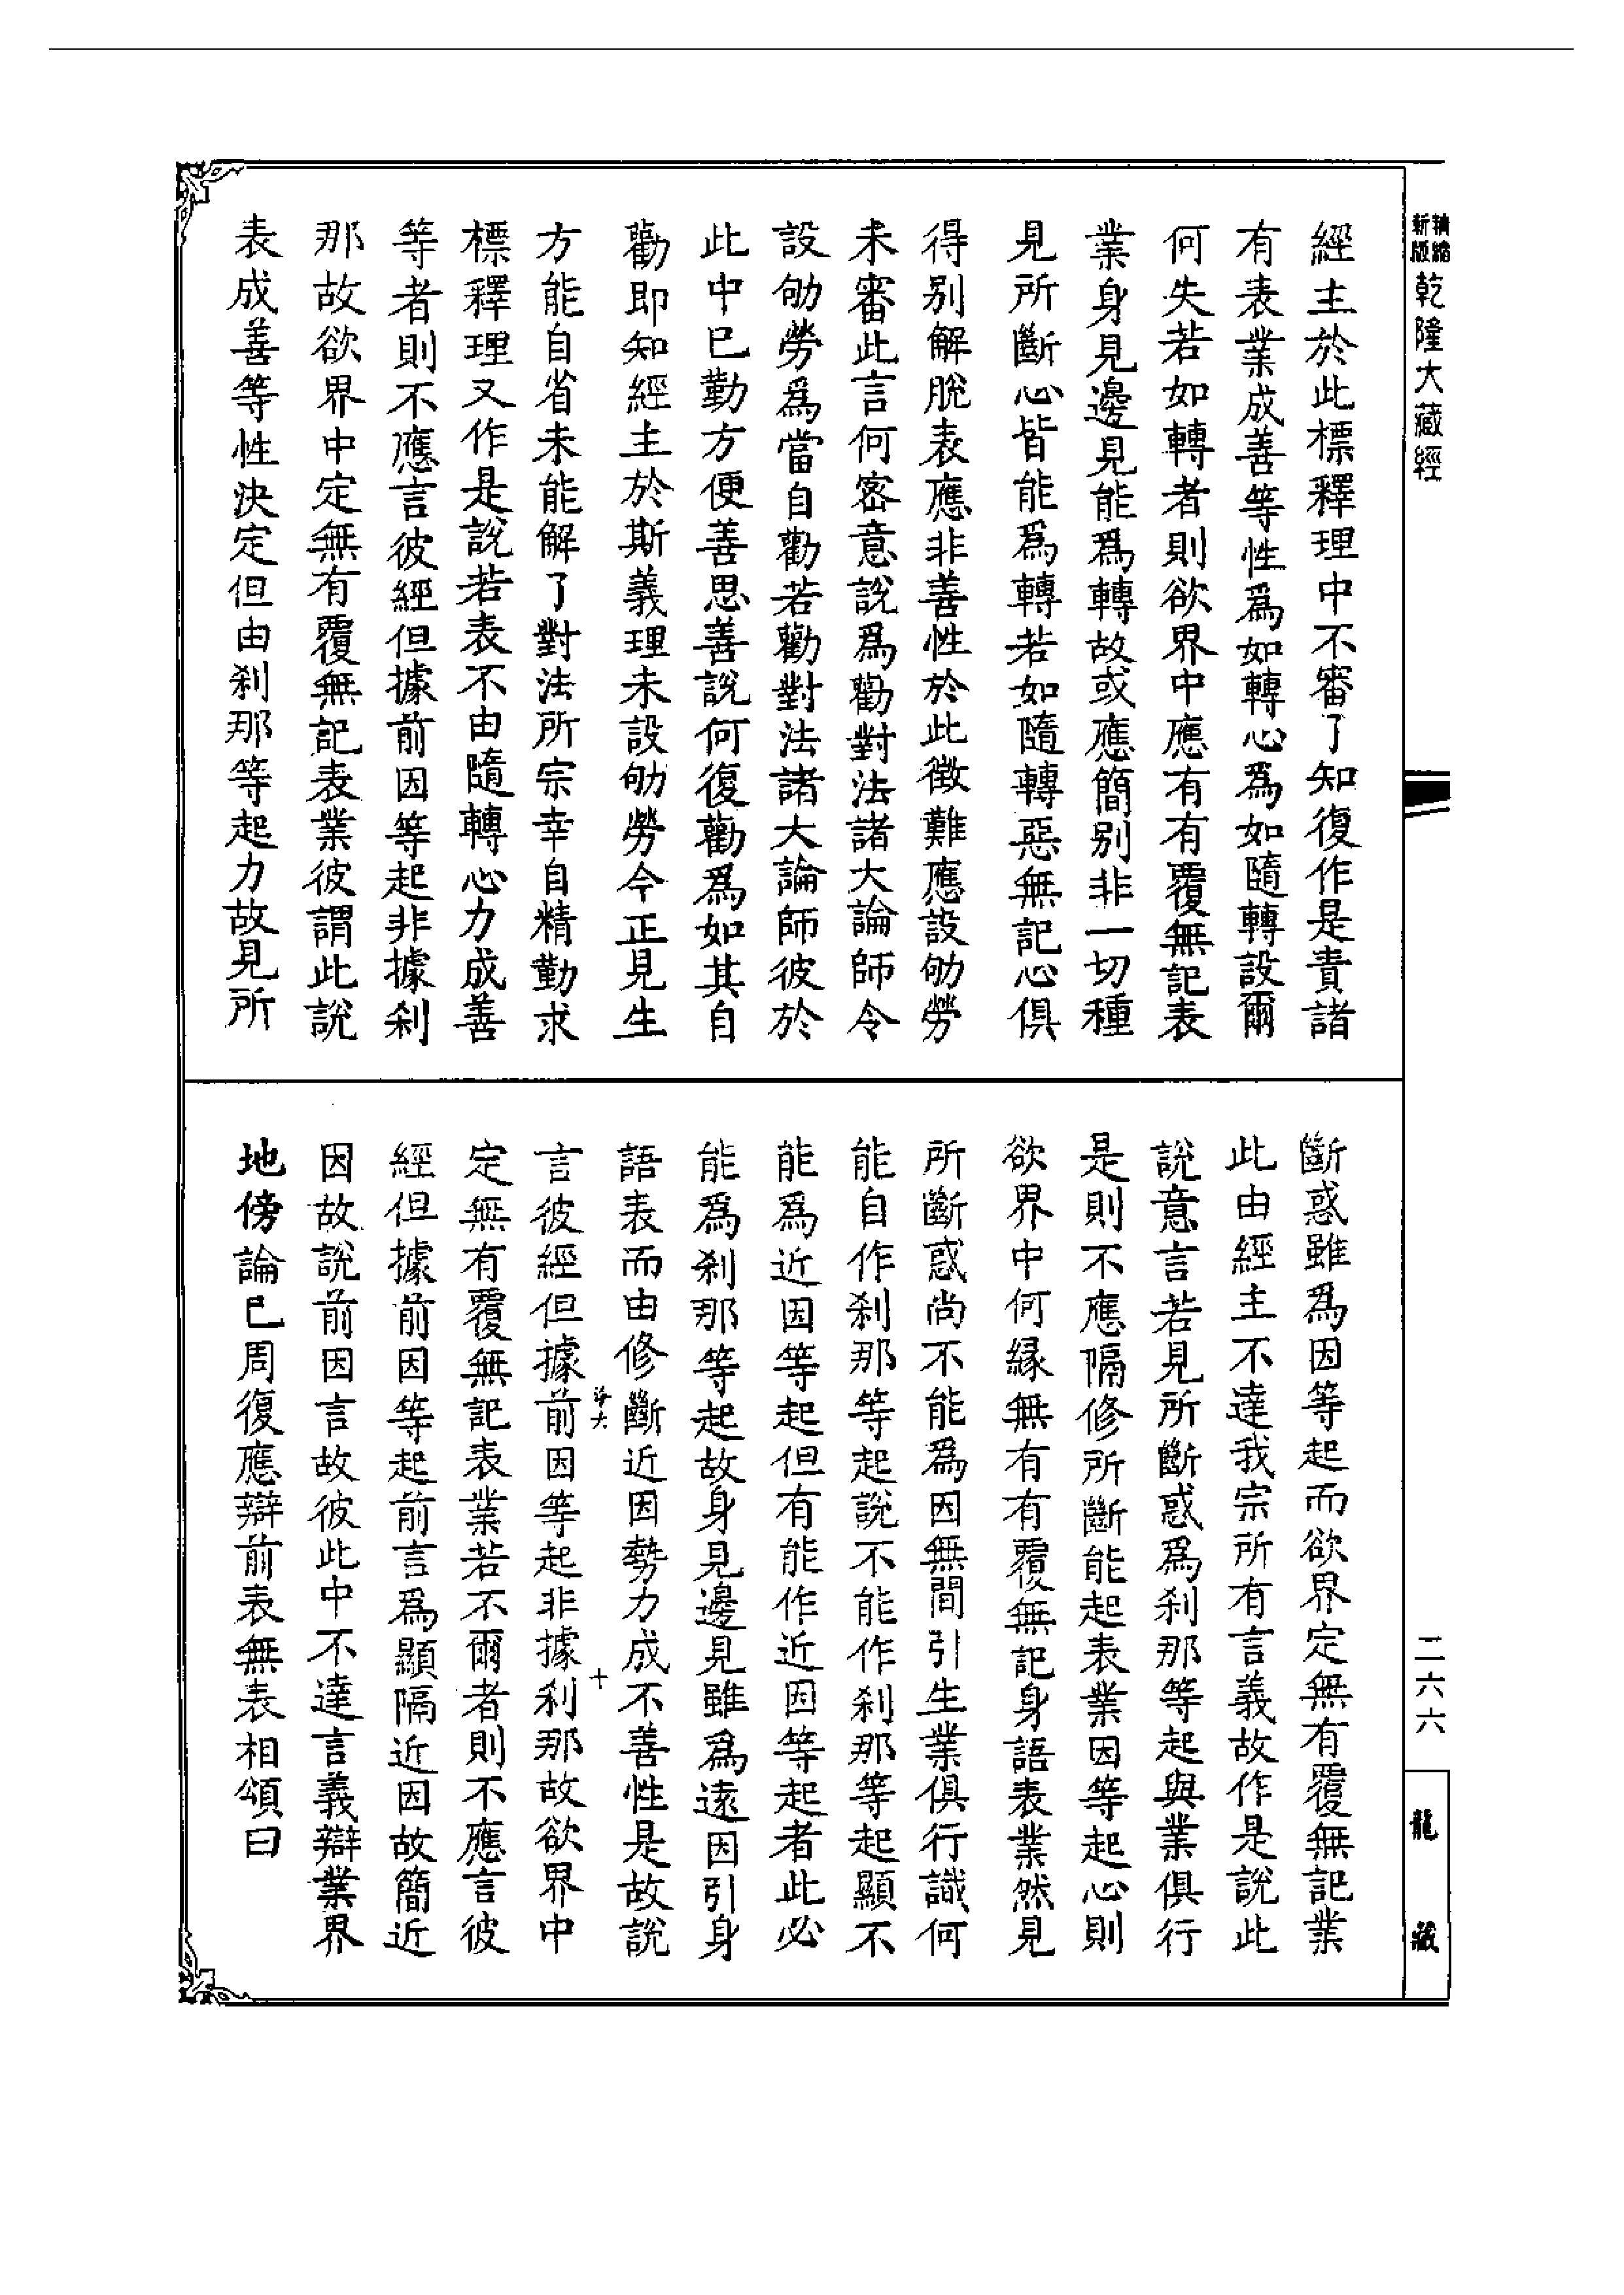 精縮新版乾隆大藏經
經主於此標釋理中不審了知復作是責諸
有表業成善等性為如轉心為如隨轉設爾
何失若如轉者則欲界中應有有覆無記表
業身見邊見能爲轉故或應簡别非一切種
見所斷心皆能爲轉若如隨轉惡無記心俱
得别解脫表應非善性於此徵難應設劬勞
未審此言何密意說爲勸對法諸大論師令
設劬勞爲當自勸若勸對法諸大論師彼於
此中已勤方便善思善說何復勸爲如其自
勸即知經主於斯義理未設劬勞今正見生
方能自省未能解了對法所宗幸自精勤求
標釋理又作是說若表不由隨轉心力成善
等者則不應言彼經但據前因等起非據刹
那故欲界中定無有覆無記表業彼謂此說
表成善等性決定但由刹那等起力故見所
斷惑雖爲因等起而欲界定無有覆無記業
此由經主不達我宗所有言義故作是說此
說意言若見所斷惑爲刹那等起與業俱行
是則不應隔修所斷能起表業因等起心則
欲界中何緣無有有覆無記身語表業然見
所斷惑尚不能爲因無間引生業俱行識何
能自作刹那等起說不能作刹那等起顯不
能爲近因等起但有能作近因等起者此必
能爲刹那等起故身見邊見雖爲遠因引身
語表而由修斷近因勢力成不善性是故說
言彼經但據前因等起非據刹那故欲界中
定無有覆無記表業若不爾者則不應言彼
經但據前因等起前言爲顯隔近因故簡近
因故說前因言故彼此中不達言義辯業界
地傍論已周復應辯前表無表相頌曰
二六六
龍藏